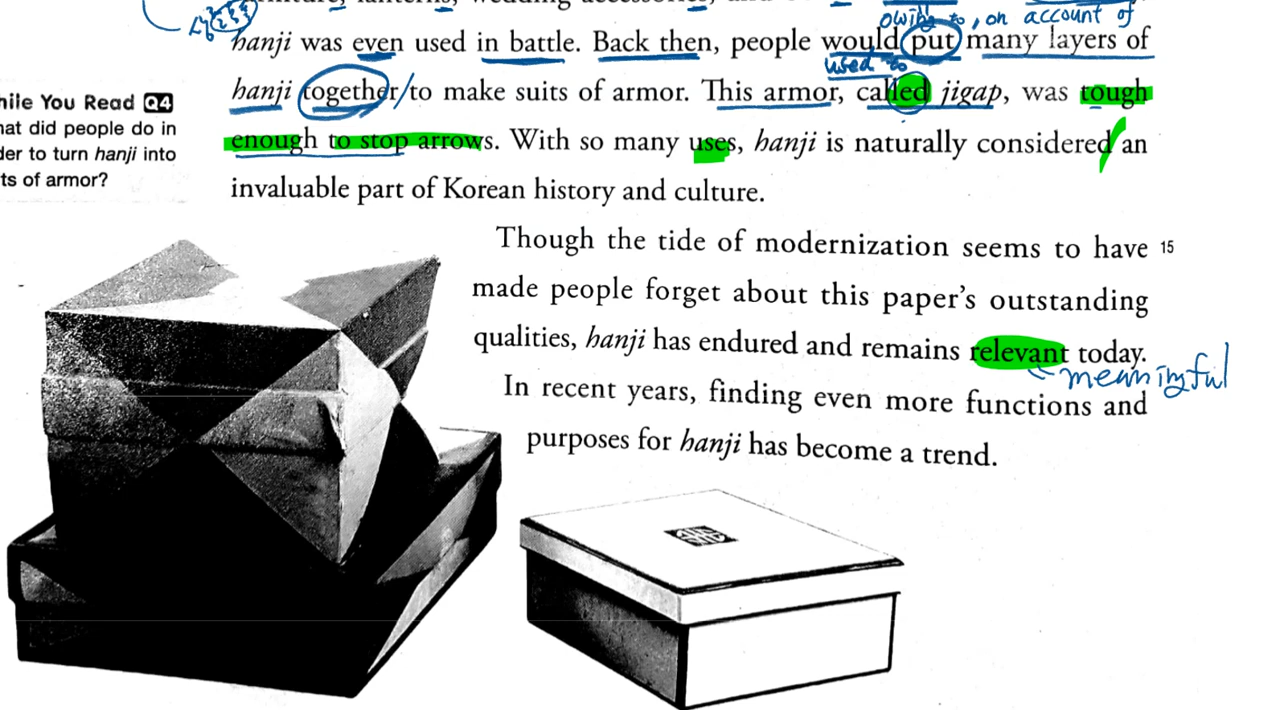 owing to, on account of
hanji was even used in battle. Back then, people would put many layers of
used to
hanji together/to make suits of armor. This armor, called jigap, was tough
enough to stop arrows. With so many uses, hanji is naturally considered/an
invaluable part of Korean history and culture.
hile You Read Q4
hat did people do in
der to turn hanji into
ts of armor?
Though the tide of modernization seems to have 15
made people forget about this paper's outstanding
qualities, hanji has endured and remains relevant today.
meaningful
In recent years, finding even more functions and
purposes for hanji has become a trend.